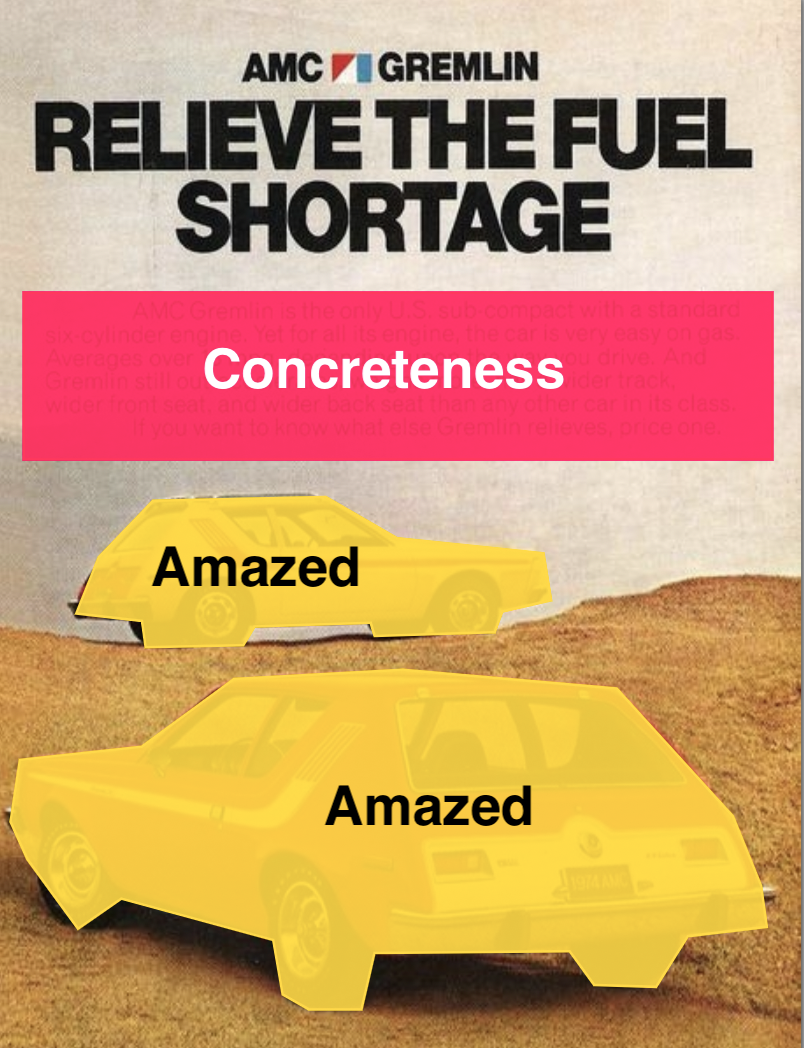 AMC GREMLIN
RELIEVE THE FUEL
SHORTAGE
AMC Gremlin is the only U.S. sub-compact with a standard
six-cylinder engine. Yet for all its engine, the car is very easy on gas.
Averages over you drive. And
Concreteness
Gremlin still wider track,
wider front seat, and wider back seat than any other car in its class.
If you want to know what else Gremlin relieves, price one.
Amazed
Amazed
1974 AMC